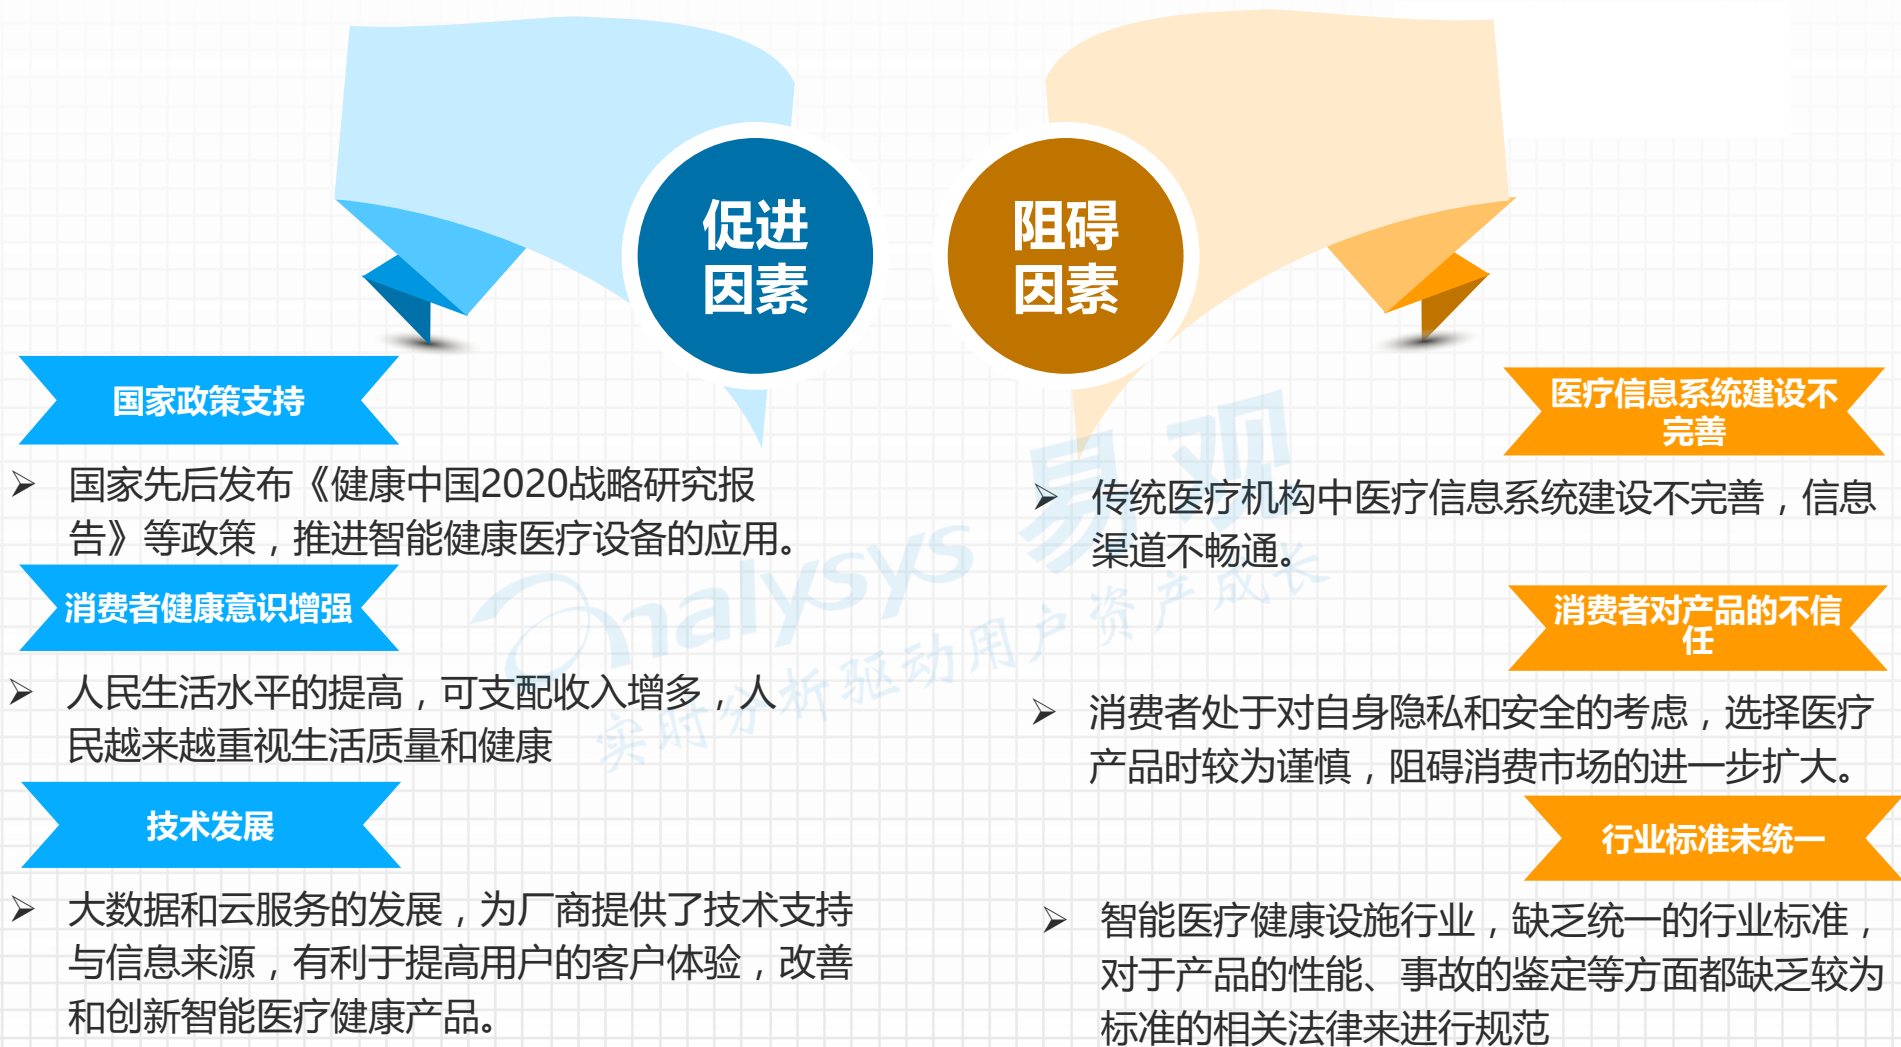 促进
因素
国家政策支持
➢ 国家先后发布《健康中国2020战略研究报
告》等政策，推进智能健康医疗设备的应用。
消费者健康意识增强
➢ 人民生活水平的提高，可支配收入增多，人
民越来越重视生活质量和健康
技术发展
➢ 大数据和云服务的发展，为厂商提供了技术支持
与信息来源，有利于提高用户的客户体验，改善
和创新智能医疗健康产品。
阻碍
因素
医疗信息系统建设不
完善
➢ 传统医疗机构中医疗信息系统建设不完善，信息
渠道不畅通。
消费者对产品的不信
任
➢ 消费者处于对自身隐私和安全的考虑，选择医疗
产品时较为谨慎，阻碍消费市场的进一步扩大。
行业标准未统一
➢ 智能医疗健康设施行业，缺乏统一的行业标准，
对于产品的性能、事故的鉴定等方面都缺乏较为
标准的相关法律来进行规范
analysys 易观
实时分析驱动用户资产成长